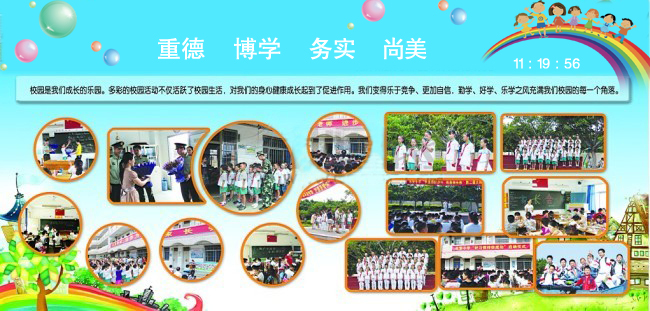 重德 博学 务实 尚美
11:19:56
校园是我们成长的乐园。多彩的校园活动不仅活跃了校园生活，对我们的身心健康成长起到了促进作用。我们变得乐于竞争、更加自信，勤学、好学、乐学之风充满我们校园的每一个角落。